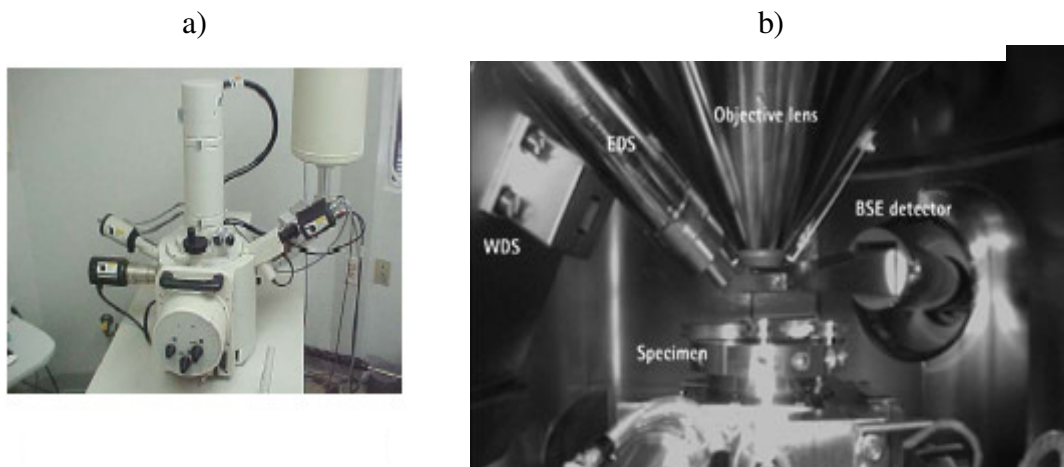 a)
b)
Objective lens
EDS
BSE detector
WDS
Specimen